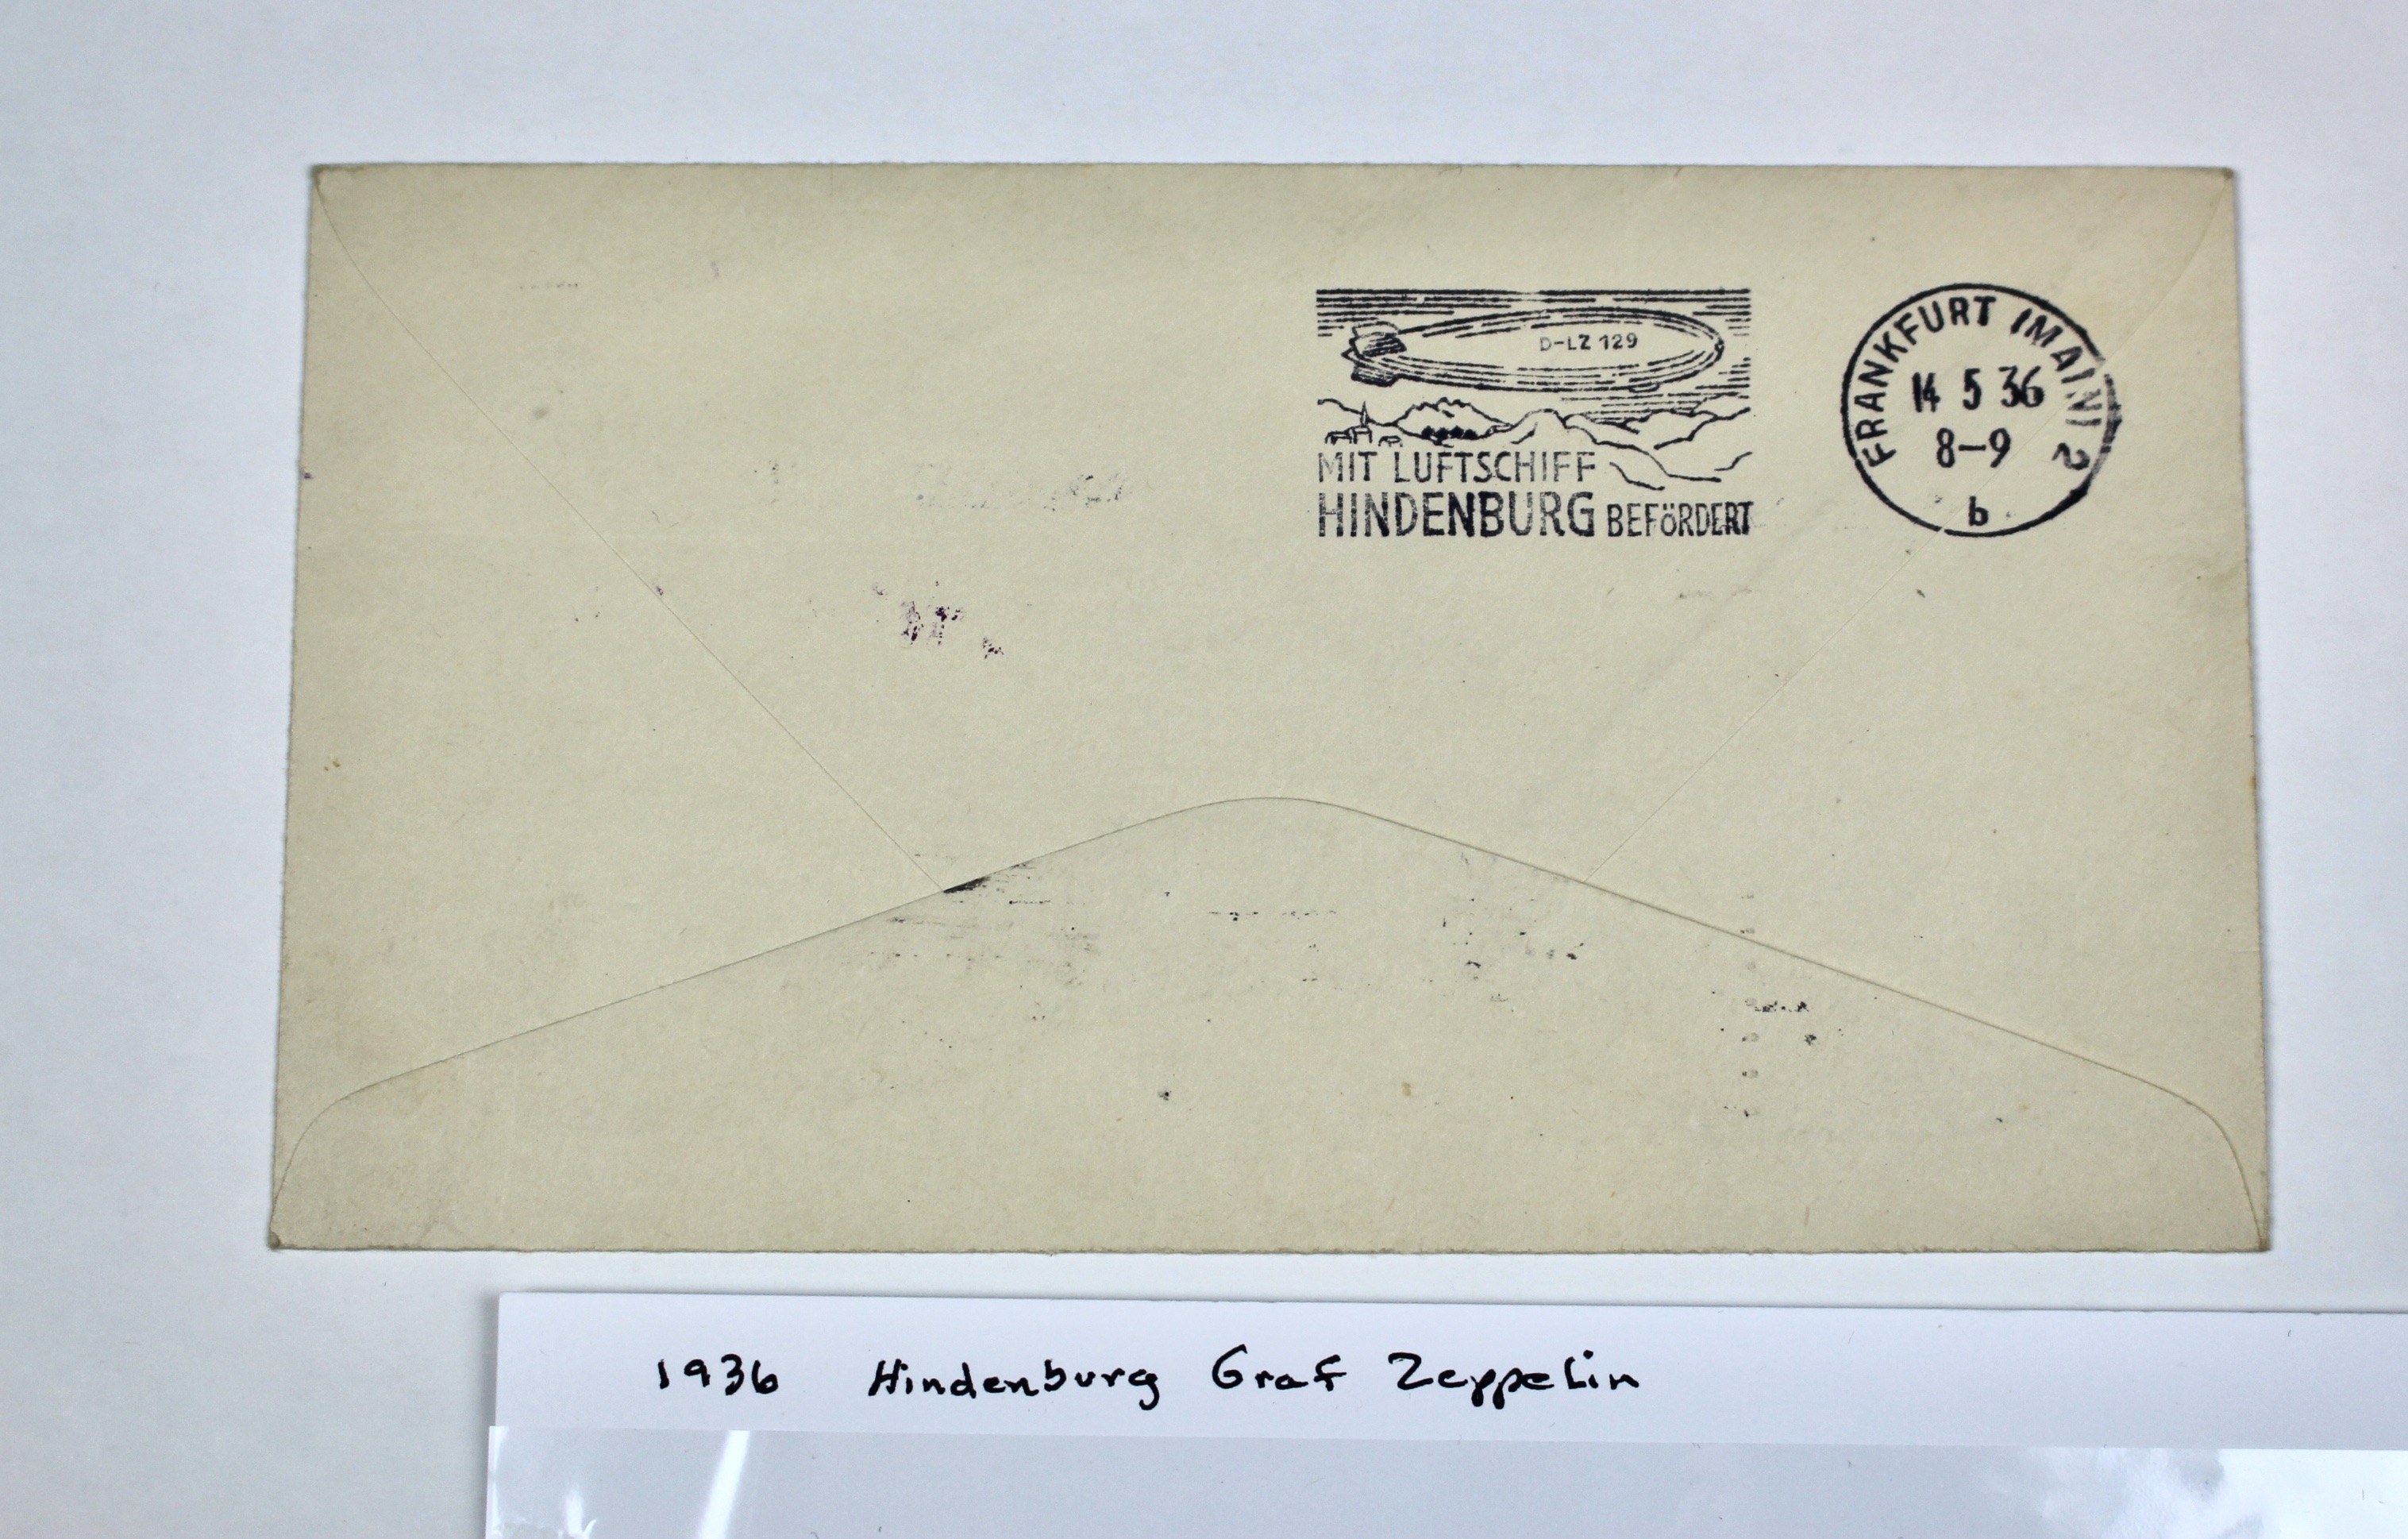 D-LZ 129
MIT LUFTSCHIFF
HINDENBURG BEFÖRDERT
FRANKFURT (MAIN) 2
14 5 36
8-9
b
1936 Hindenburg Graf Zeppelin